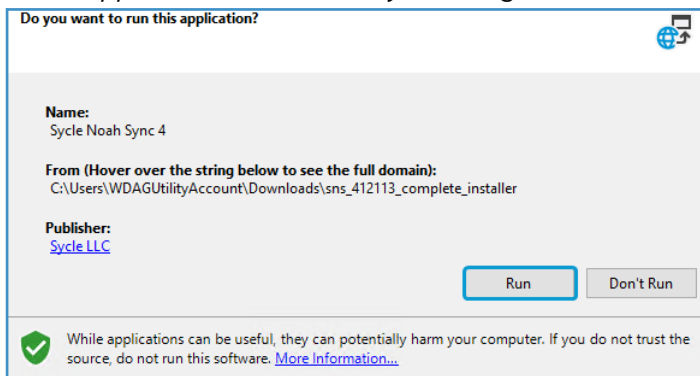 Do you want to run this application?
Name:
Sycle Noah Sync 4
From (Hover over the string below to see the full domain):
C:\Users\WDAGUtilityAccount\Downloads\sns_412113_complete_installer
Publisher:
Sycle LLC
Run
Don't Run
While applications can be useful, they can potentially harm your computer. If you do not trust the
source, do not run this software. More Information...